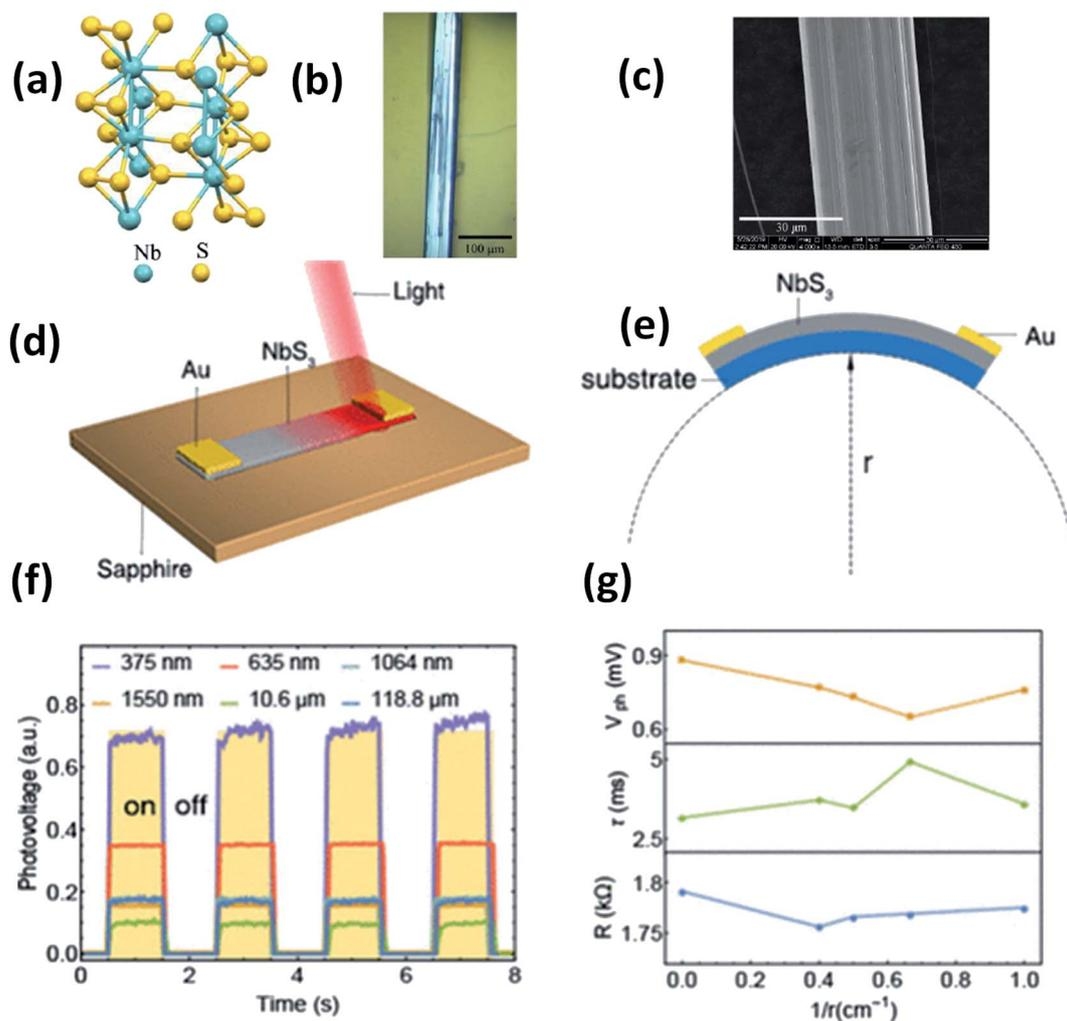 (a)
(b)
(c)
Nb S
100 μm
30 μm
(d)
Light
NbS3
Au
Sapphire
(e)
NbS3
Au
substrate
r
(f)
375 nm 635 nm 1064 nm
1550 nm 10.6 μm 118.8 μm
Photovoltage (a.u.)
0.8
0.6
0.4
0.2
0.0
on off
0 2 4 6 8
Time (s)
(g)
Vph (mV)
0.9
0.6
τ (ms)
5
2.5
R (kΩ)
1.8
1.75
0.0 0.2 0.4 0.6 0.8 1.0
1/r(cm⁻¹)